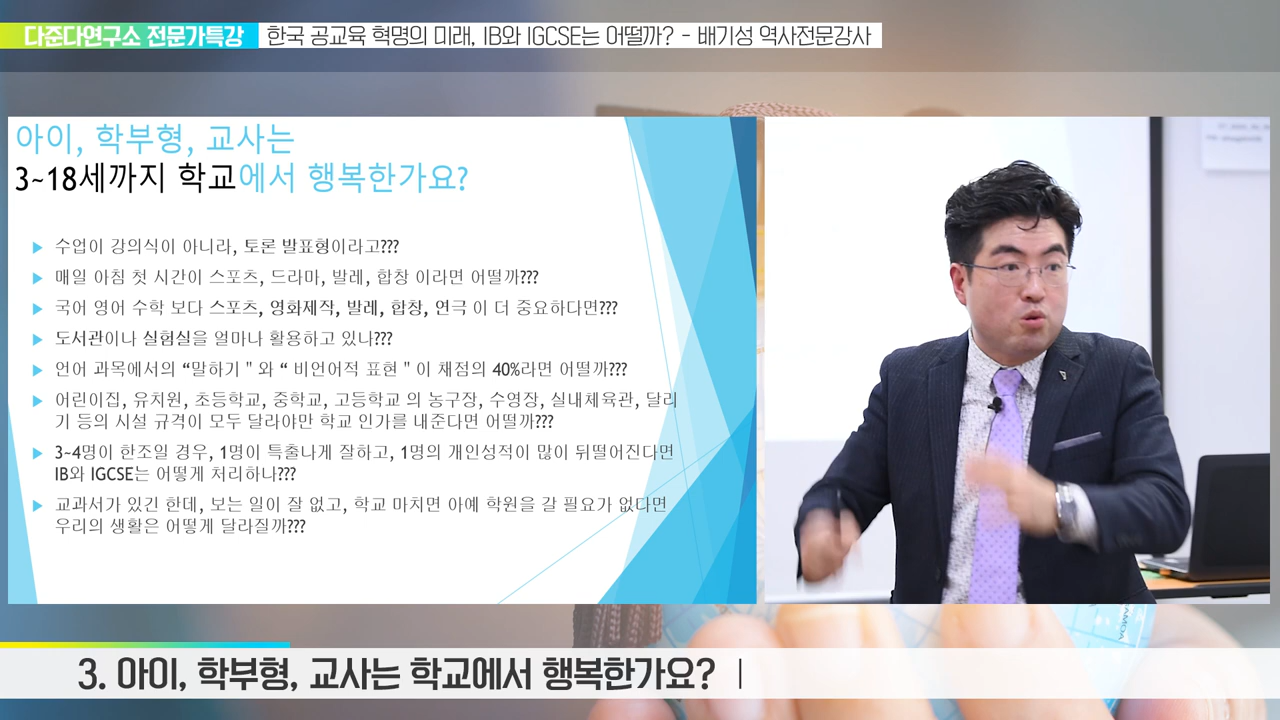 다준다연구소 전문가특강 한국 공교육 혁명의 미래, IB와 IGCSE는 어떨까? - 배기성 역사전문강사
아이, 학부형, 교사는
3~18세까지 학교에서 행복한가요?
수업이 강의식이 아니라, 토론 발표형이라고???
매일 아침 첫 시간이 스포츠, 드라마, 발레, 합창 이라면 어떨까???
국어 영어 수학 보다 스포츠, 영화제작, 발레, 합창, 연극 이 더 중요하다면???
도서관이나 실험실을 얼마나 활용하고 있나???
언어 과목에서의 “말하기 " 와 “ 비언어적 표현 " 이 채점의 40%라면 어떨까???
어린이집, 유치원, 초등학교, 중학교, 고등학교 의 농구장, 수영장, 실내체육관, 달리
기 등의 시설 규격이 모두 달라야만 학교 인가를 내준다면 어떨까???
3~4명이 한조일 경우, 1명이 특출나게 잘하고, 1명의 개인성적이 많이 뒤떨어진다면
IB와 IGCSE는 어떻게 처리하나???
교과서가 있긴 한데, 보는 일이 잘 없고, 학교 마치면 아예 학원을 갈 필요가 없다면
우리의 생활은 어떻게 달라질까???
SAMOA
3. 아이, 학부형, 교사는 학교에서 행복한가요?